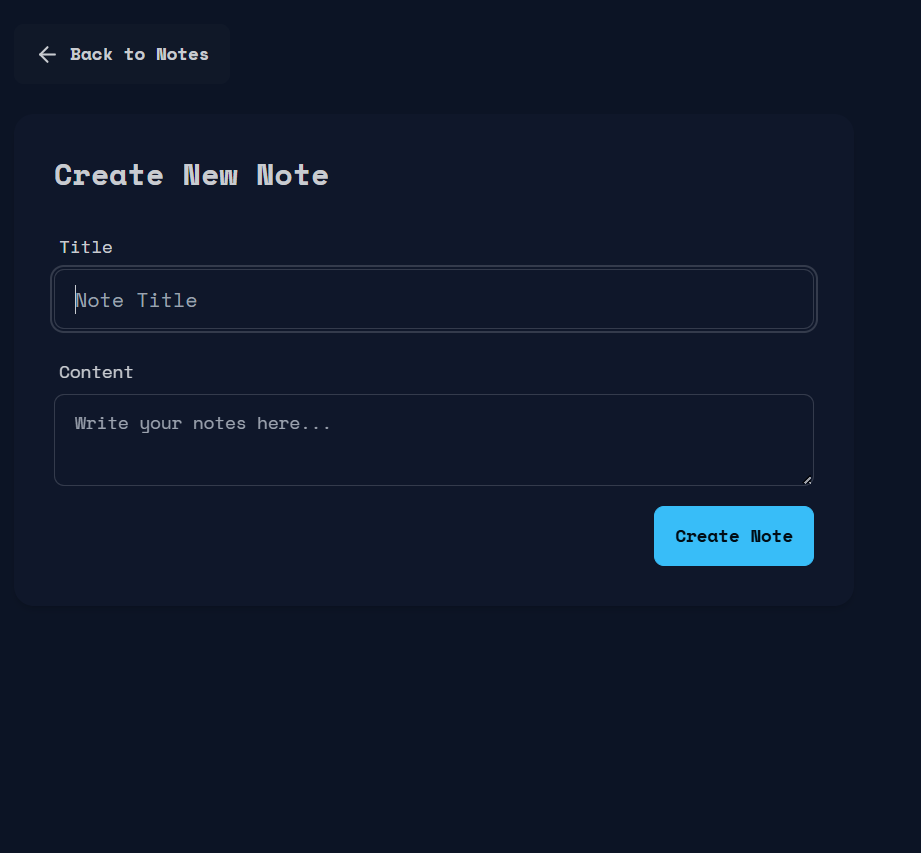 Back to Notes
Create New Note
Title
Note Title
Content
Write your notes here...
Create Note